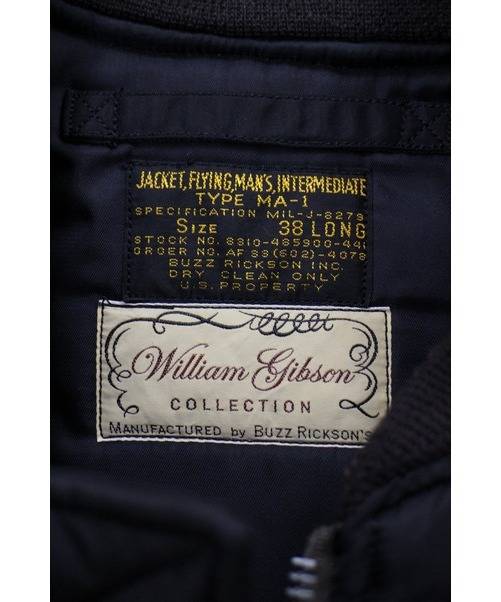 JACKET, FLYING, MAN'S, INTERMEDIATE
TYPE MA-1
SPECIFICATION MIL-J-8279
SIZE 38 LONG
STOCK NO. 8310-485900-441
ORDER NO. AF 33(602)-4079
BUZZ RICKSON INC.
DRY CLEAN ONLY
U.S. PROPERTY
William Gibson
COLLECTION
MANUFACTURED by BUZZ RICKSON'S